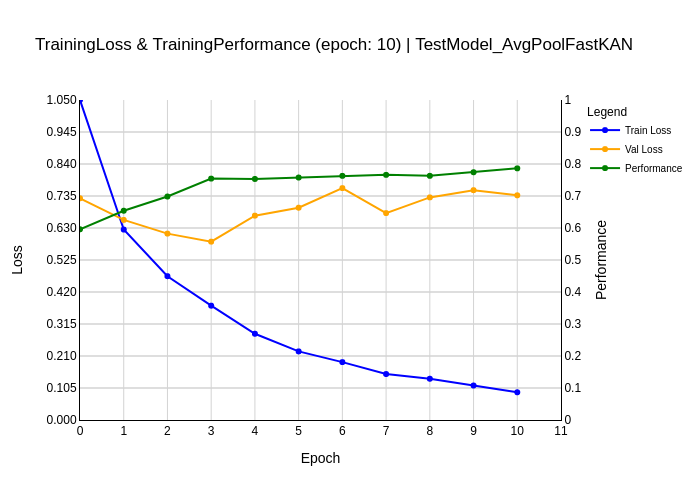 TrainingLoss & TrainingPerformance (epoch: 10) | TestModel_AvgPoolFastKAN
1.050
0.945
0.840
0.735
0.630
0.525
0.420
0.315
0.210
0.105
0.000
Loss
0 1 2 3 4 5 6 7 8 9 10 11
Epoch
1
0.9
0.8
0.7
0.6
0.5
0.4
0.3
0.2
0.1
0
Performance
Legend
Train Loss
Val Loss
Performance